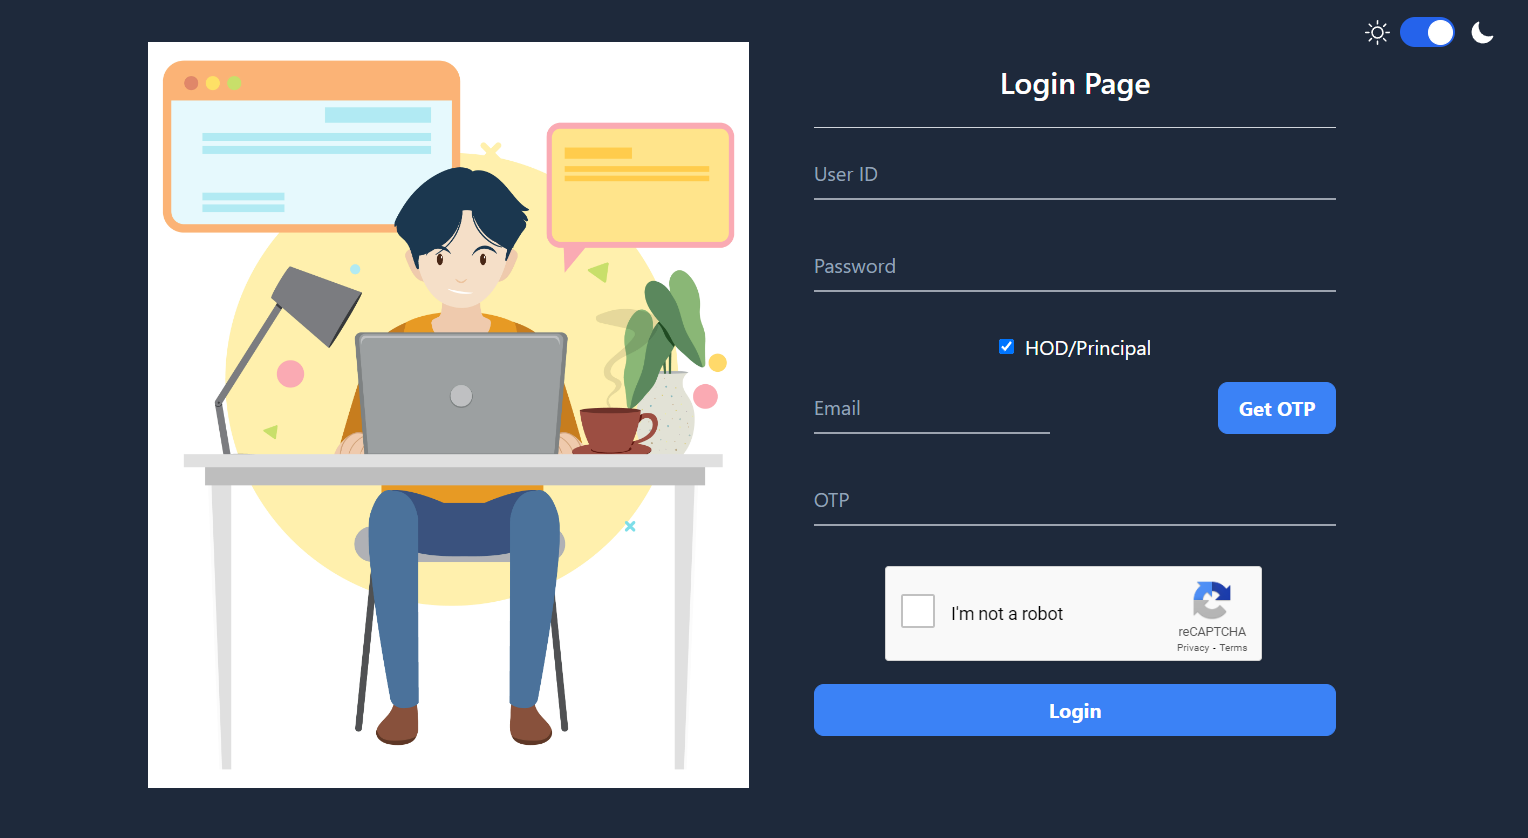 Login Page
User ID
Password
HOD/Principal
Email
Get OTP
OTP
I'm not a robot
reCAPTCHA
Privacy - Terms
Login